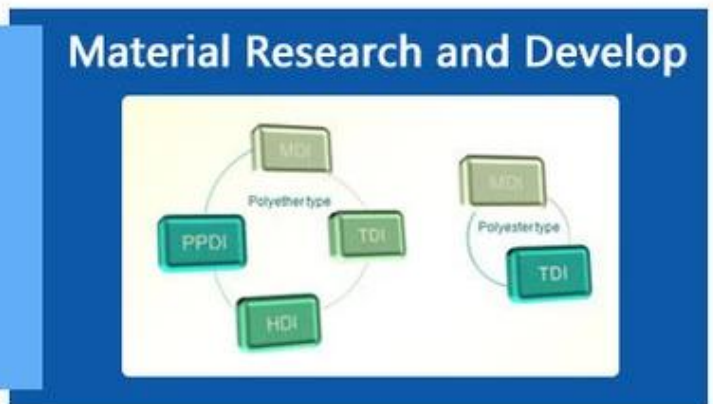 Material Research and Develop
MDI
Polyether type
PPDI
TDI
HDI
MDI
Polyester type
TDI